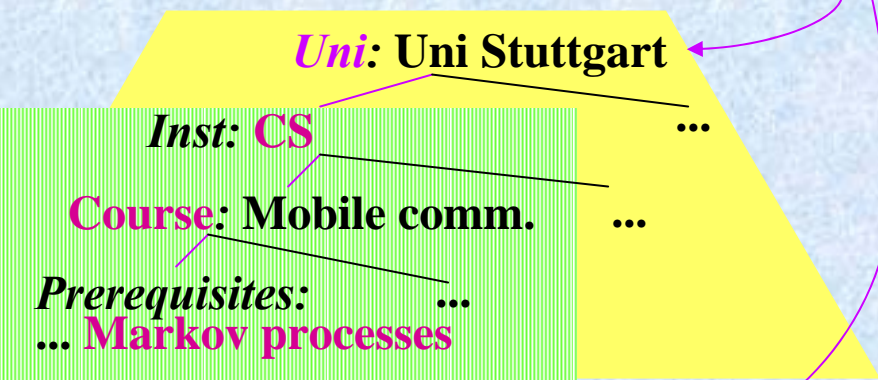 Uni: Uni Stuttgart
Inst: CS ...
Course: Mobile comm. ...
Prerequisites: ...
... Markov processes